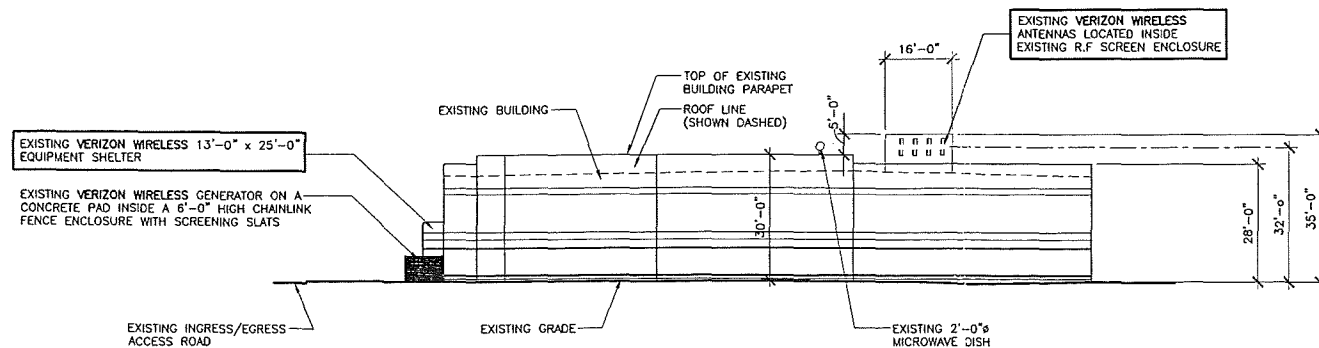 EXISTING VERIZON WIRELESS
ANTENNAS LOCATED INSIDE
EXISTING R.F SCREEN ENCLOSURE
16'-0"
TOP OF EXISTING
BUILDING PARAPET
EXISTING BUILDING
ROOF LINE
(SHOWN DASHED)
5'-0"
EXISTING VERIZON WIRELESS 13'-0" x 25'-0"
EQUIPMENT SHELTER
EXISTING VERIZON WIRELESS GENERATOR ON A
CONCRETE PAD INSIDE A 6'-0" HIGH CHAINLINK
FENCE ENCLOSURE WITH SCREENING SLATS
30'-0"
28'-0"
32'-0"
35'-0"
EXISTING INGRESS/EGRESS
ACCESS ROAD
EXISTING GRADE
EXISTING 2'-0"ø
MICROWAVE DISH